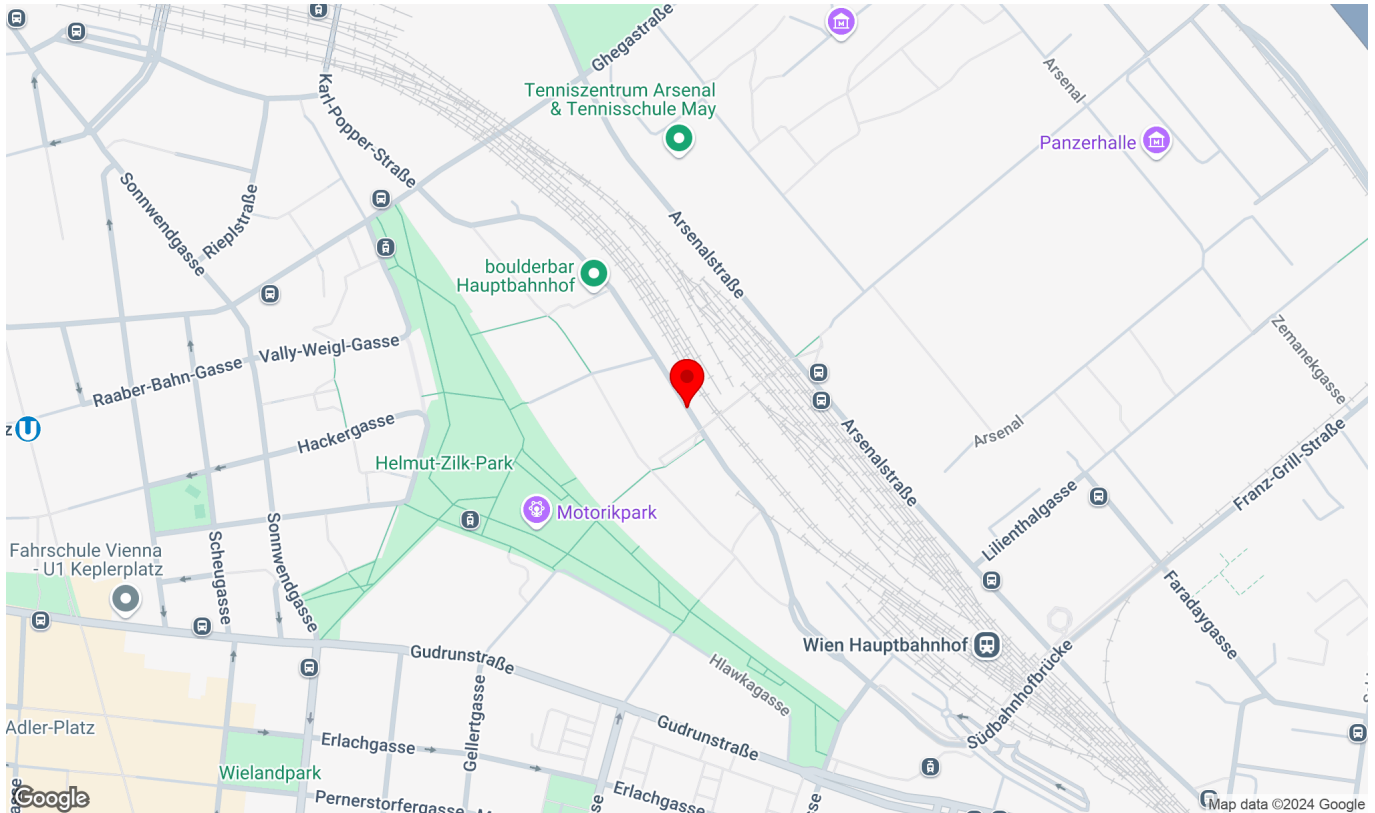 Ghegastraße
Karl-Popper-Straße
Tenniszentrum Arsenal
& Tennisschule May
Arsenal
Panzerhalle
Sonnwendgasse
Rieplstraße
Arsenalstraße
boulderbar
Hauptbahnhof
Vally-Weigl-Gasse
Raaber-Bahn-Gasse
Zemanekgasse
z
U
Hackergasse
Arsenal
Arsenalstraße
Franz-Grill-Straße
Helmut-Zilk-Park
Motorikpark
Lilienthalgasse
Fahrschule Vienna
- U1 Keplerplatz
Scheugasse
Sonnwendgasse
Faradaygasse
Wien Hauptbahnhof
Gudrunstraße
Hlawkagasse
Südbahnhofbrücke
Gellertgasse
Adler-Platz
Erlachgasse
Gudrunstraße
Wielandpark
Erlachgasse
Pernerstorfergasse
Google
Map data ©2024 Google